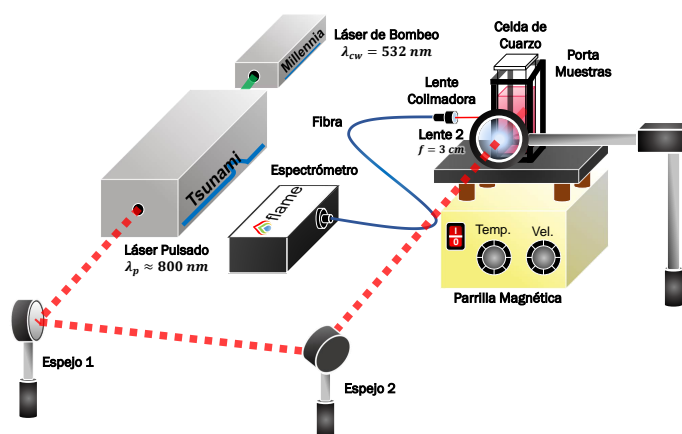 Láser de Bombeo
λcw = 532 nm
Millennia
Celda de
Cuarzo
Porta
Muestras
Lente
Colimadora
Fibra
Lente 2
f = 3 cm
Tsunami
Espectrómetro
flame
Láser Pulsado
λp ≈ 800 nm
I
0
Temp.
Vel.
Parrilla Magnética
Espejo 1
Espejo 2